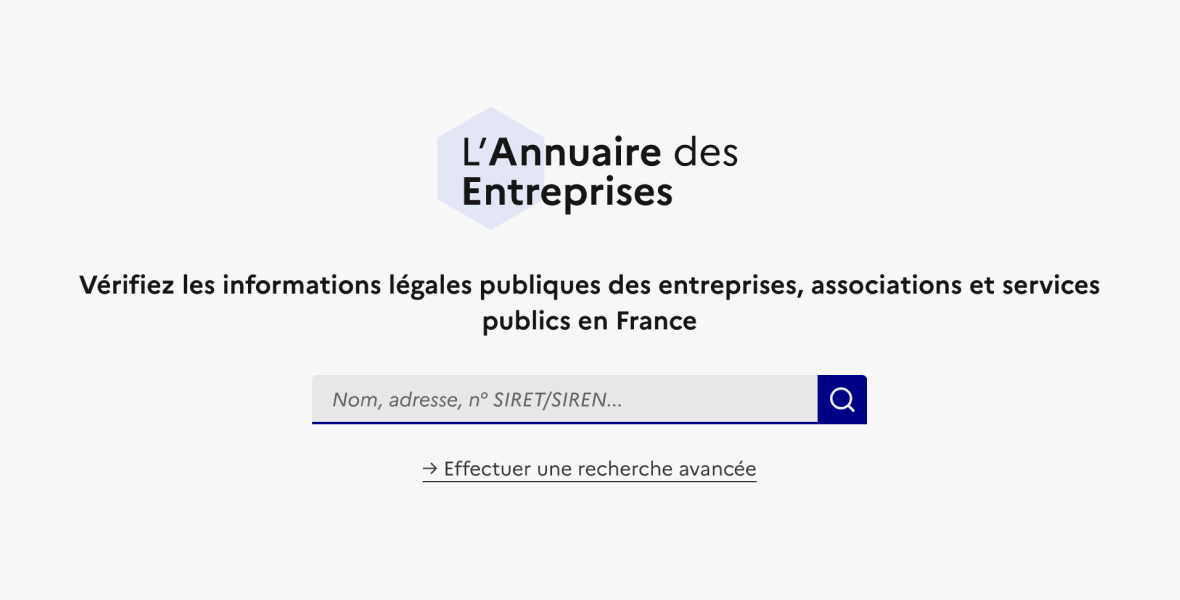 L’Annuaire des
Entreprises
Vérifiez les informations légales publiques des entreprises, associations et services
publics en France
Nom, adresse, n° SIRET/SIREN...
→ Effectuer une recherche avancée